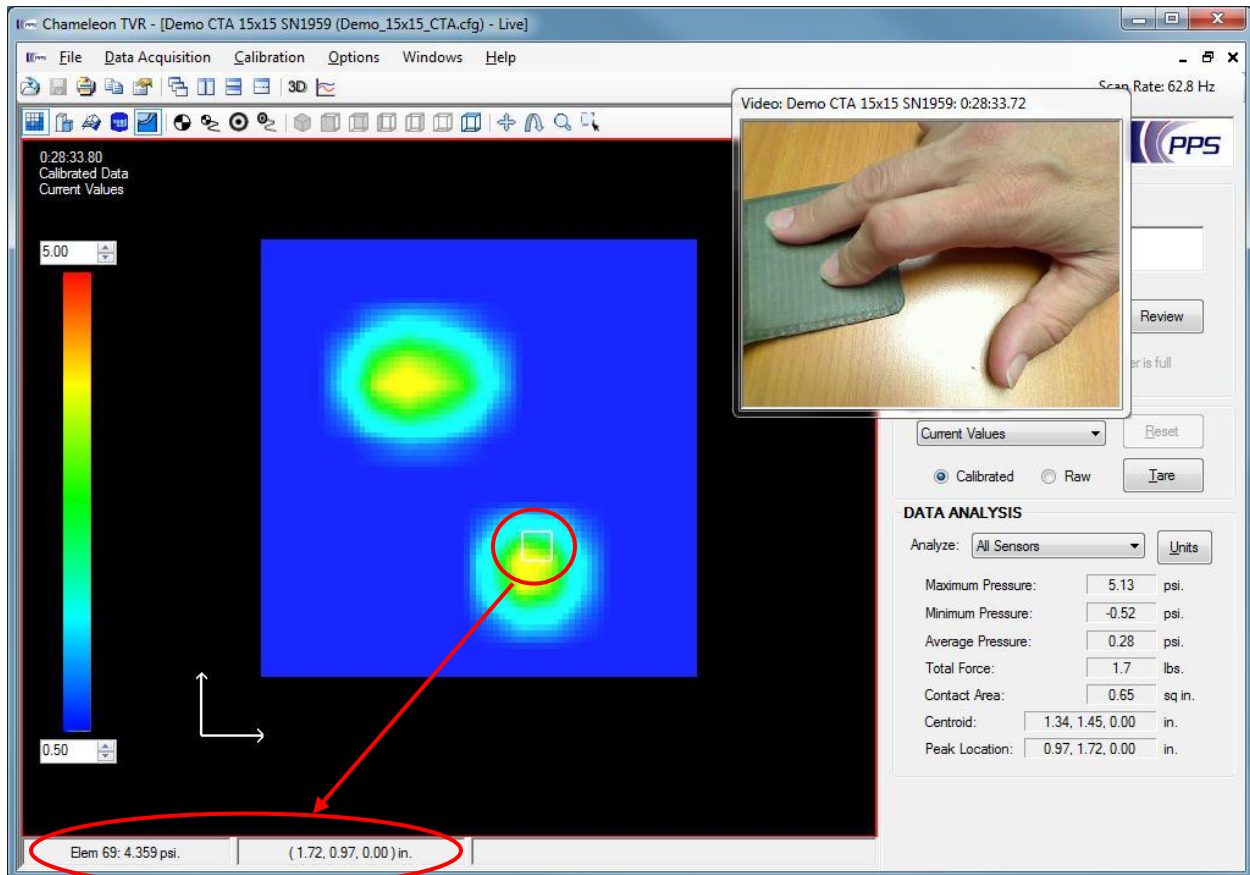 Chameleon TVR - [Demo CTA 15x15 SN1959 (Demo_15x15_CTA.cfg) - Live]
File Data Acquisition Calibration Options Windows Help
3D Scan Rate: 62.8 Hz
Video: Demo CTA 15x15 SN1959: 0:28:33.72
PPS
0:28:33.80
Calibrated Data
Current Values
5.00
0.50
Review
er is full
Current Values Reset
Calibrated Raw Tare
DATA ANALYSIS
Analyze: All Sensors Units
Maximum Pressure: 5.13 psi.
Minimum Pressure: -0.52 psi.
Average Pressure: 0.28 psi.
Total Force: 1.7 lbs.
Contact Area: 0.65 sq in.
Centroid: 1.34, 1.45, 0.00 in.
Peak Location: 0.97, 1.72, 0.00 in.
Elem 69: 4.359 psi. ( 1.72, 0.97, 0.00 ) in.